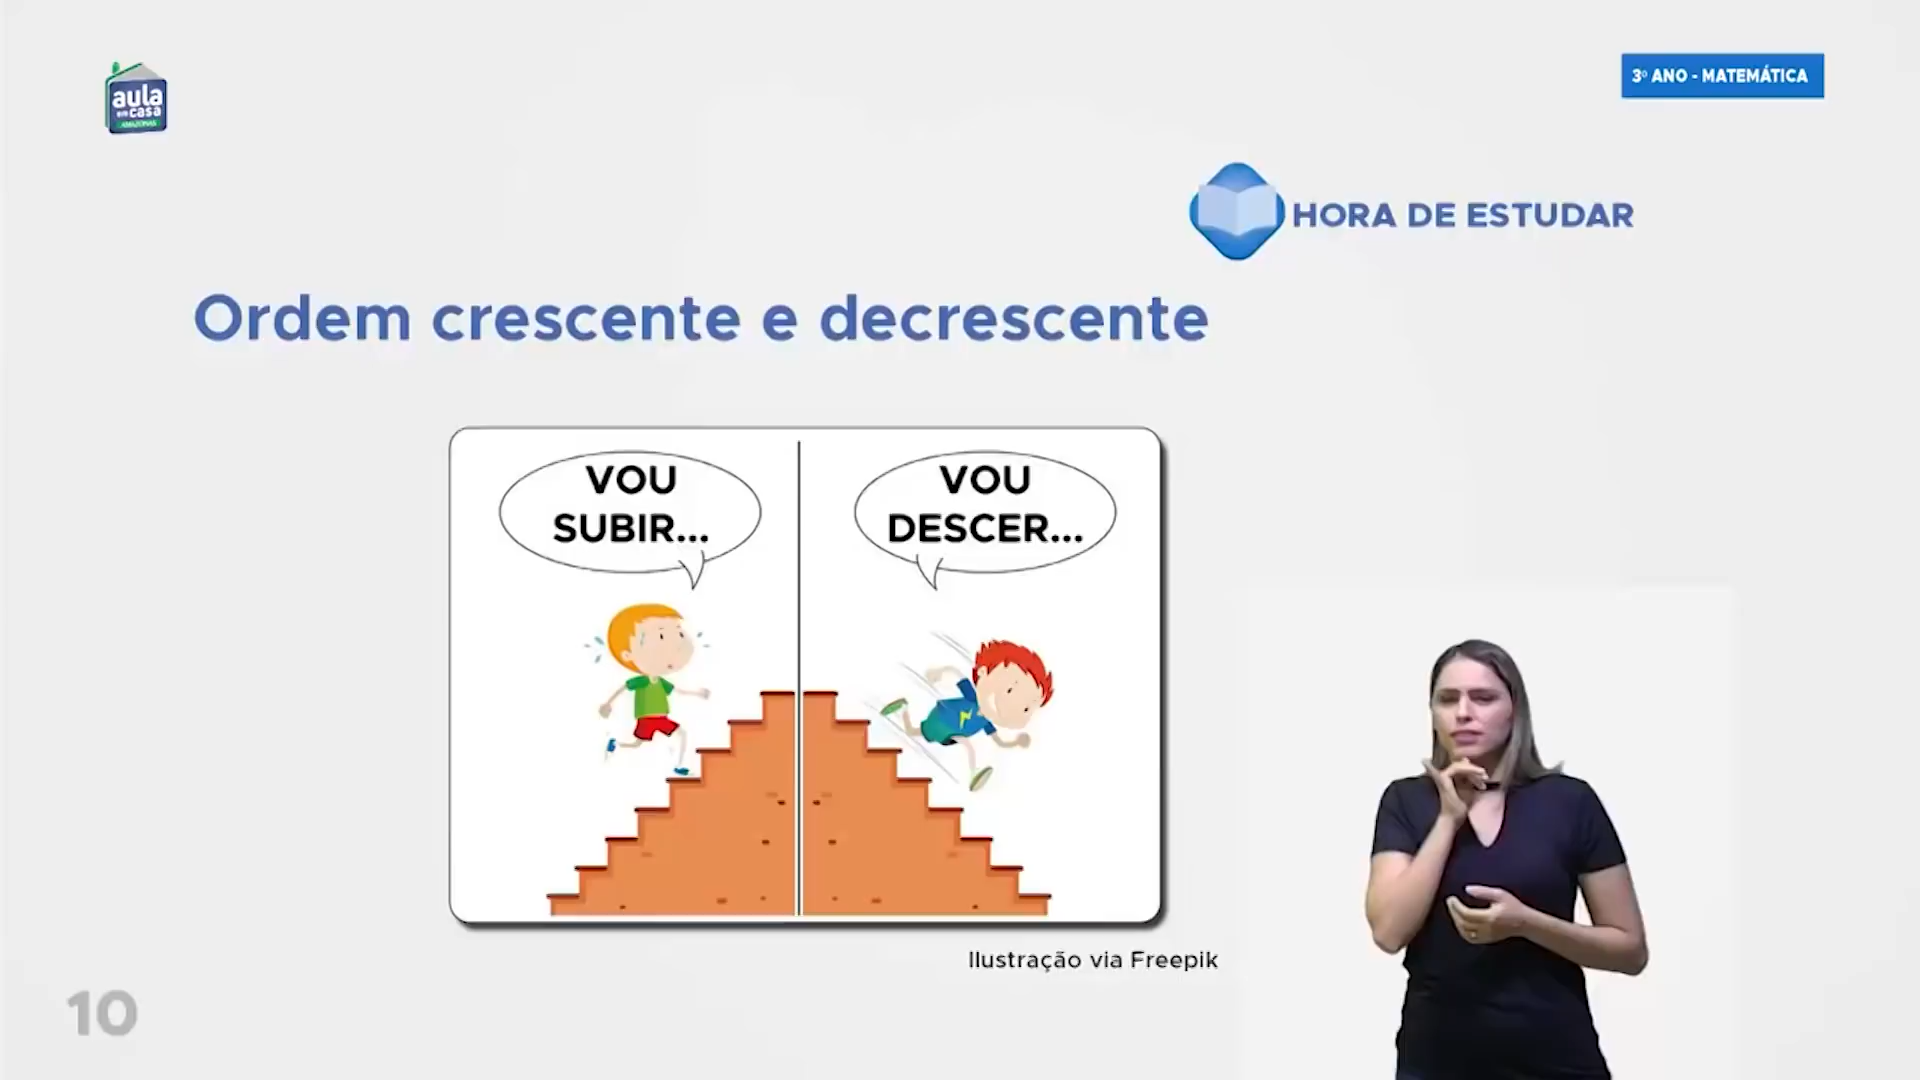 aula
em casa
AMAZONAS
3º ANO - MATEMÁTICA
HORA DE ESTUDAR
Ordem crescente e decrescente
VOU
SUBIR...
VOU
DESCER...
Ilustração via Freepik
10